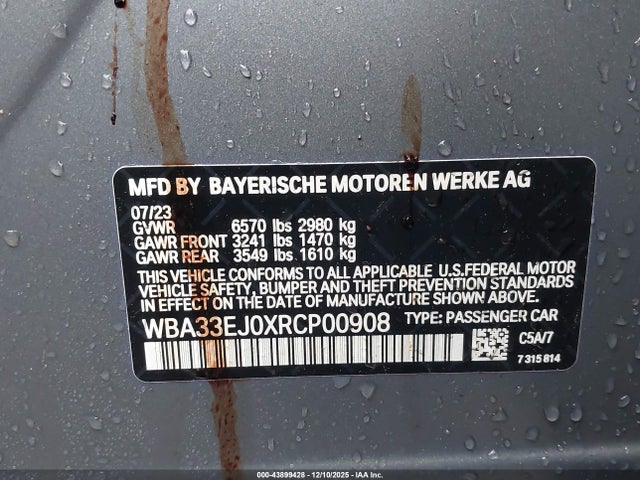 MFD BY BAYERISCHE MOTOREN WERKE AG
07/23
GVWR 6570 lbs 2980 kg
GAWR FRONT 3241 lbs 1470 kg
GAWR REAR 3549 lbs 1610 kg
THIS VEHICLE CONFORMS TO ALL APPLICABLE U.S.FEDERAL MOTOR
VEHICLE SAFETY, BUMPER AND THEFT PREVENTION STANDARDS
IN EFFECT ON THE DATE OF MANUFACTURE SHOWN ABOVE.
WBA33EJ0XRCP00908 TYPE: PASSENGER CAR
C5A/7
7 315 814
000-43899428 - 12/10/2025 - IAA Inc.